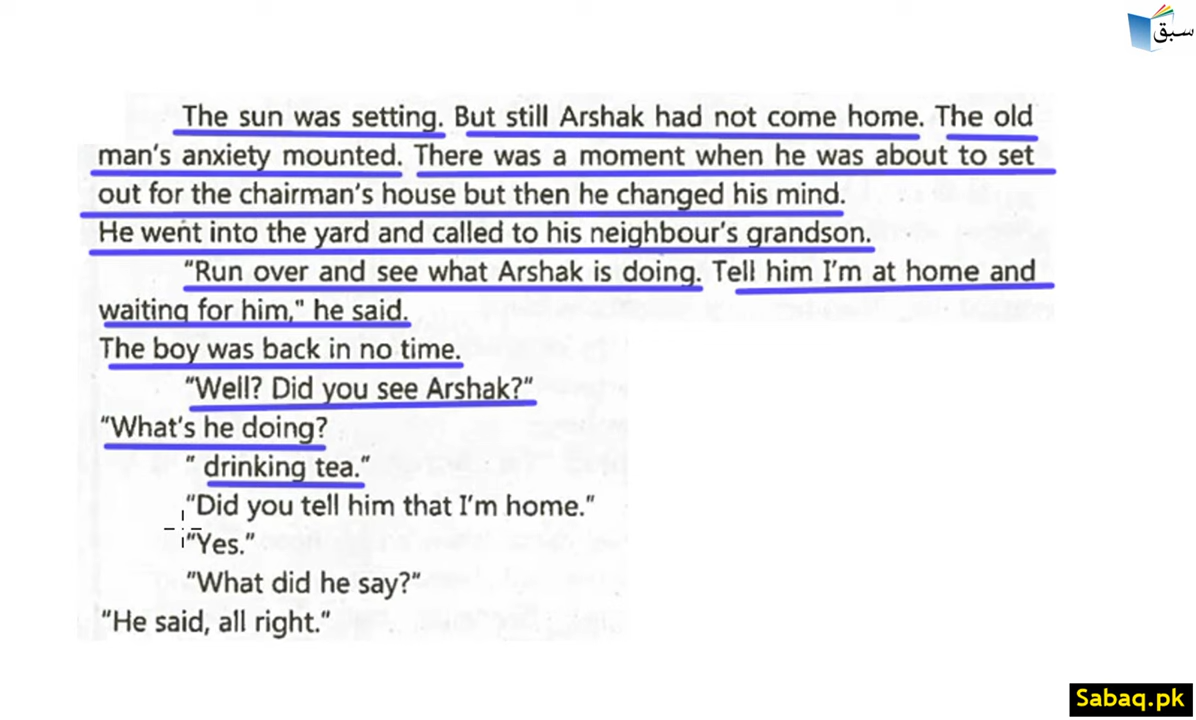 سبق
The sun was setting. But still Arshak had not come home. The old
man's anxiety mounted. There was a moment when he was about to set
out for the chairman's house but then he changed his mind.
He went into the yard and called to his neighbour's grandson.
"Run over and see what Arshak is doing. Tell him I'm at home and
waiting for him," he said.
The boy was back in no time.
"Well? Did you see Arshak?"
"What's he doing?
" drinking tea."
"Did you tell him that I'm home."
"Yes."
"What did he say?"
"He said, all right."
Sabaq.pk